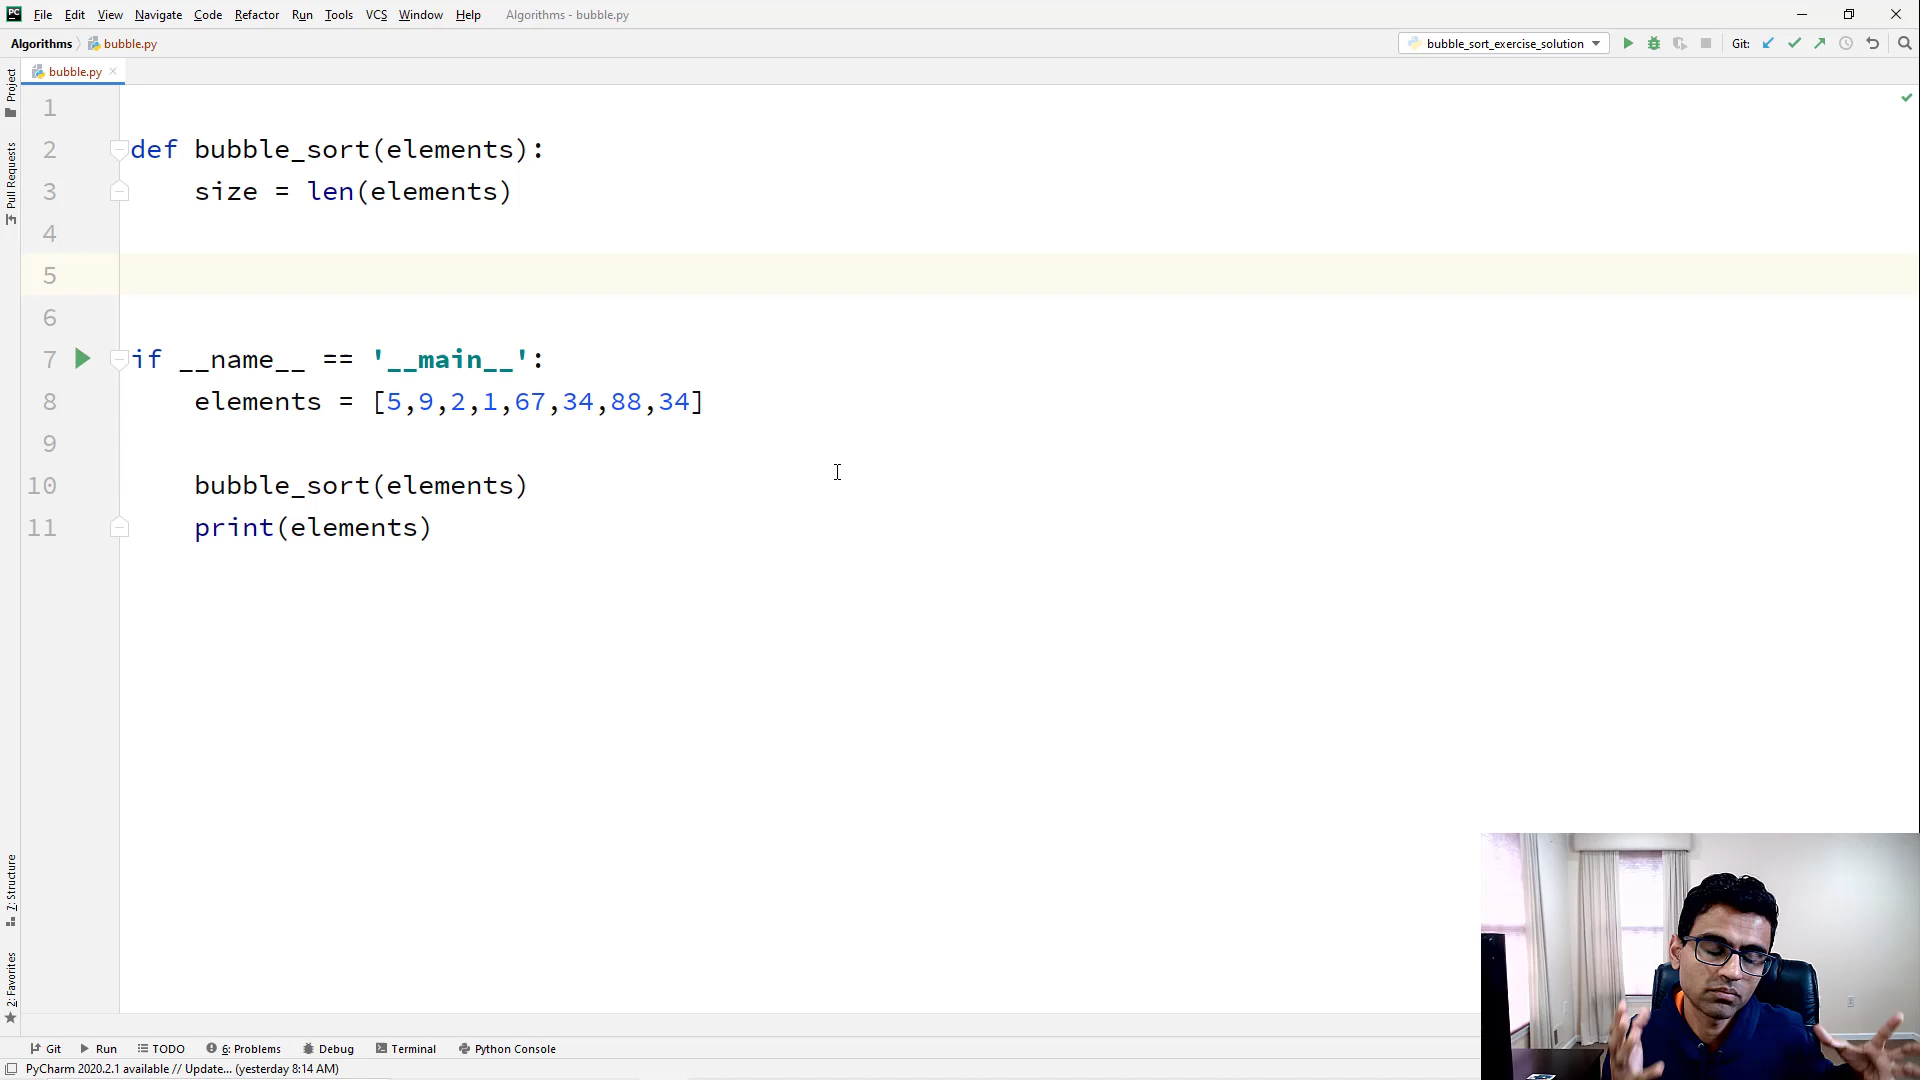 PC File Edit View Navigate Code Refactor Run Tools VCS Window Help Algorithms - bubble.py
Algorithms bubble.py bubble_sort_exercise_solution Git:
bubble.py
Project
Pull Requests
7: Structure
2: Favorites
1
2 def bubble_sort(elements):
3 size = len(elements)
4
5
6
7 if __name__ == '__main__':
8 elements = [5,9,2,1,67,34,88,34]
9
10 bubble_sort(elements)
11 print(elements)
Git Run TODO 6: Problems Debug Terminal Python Console
PyCharm 2020.2.1 available // Update... (yesterday 8:14 AM)